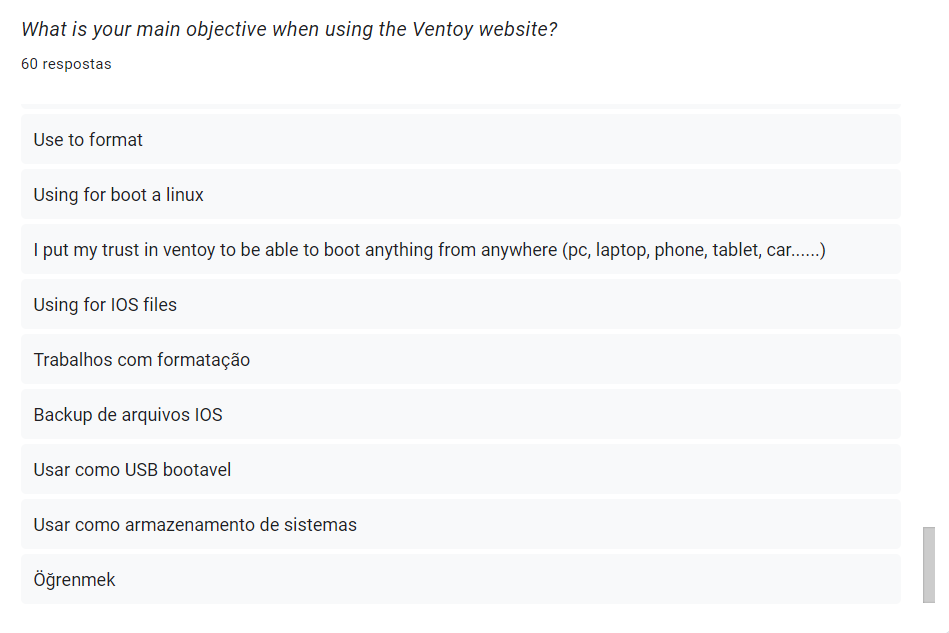 What is your main objective when using the Ventoy website?
60 respostas
Use to format
Using for boot a linux
I put my trust in ventoy to be able to boot anything from anywhere (pc, laptop, phone, tablet, car......)
Using for IOS files
Trabalhos com formatação
Backup de arquivos IOS
Usar como USB bootavel
Usar como armazenamento de sistemas
Öğrenmek